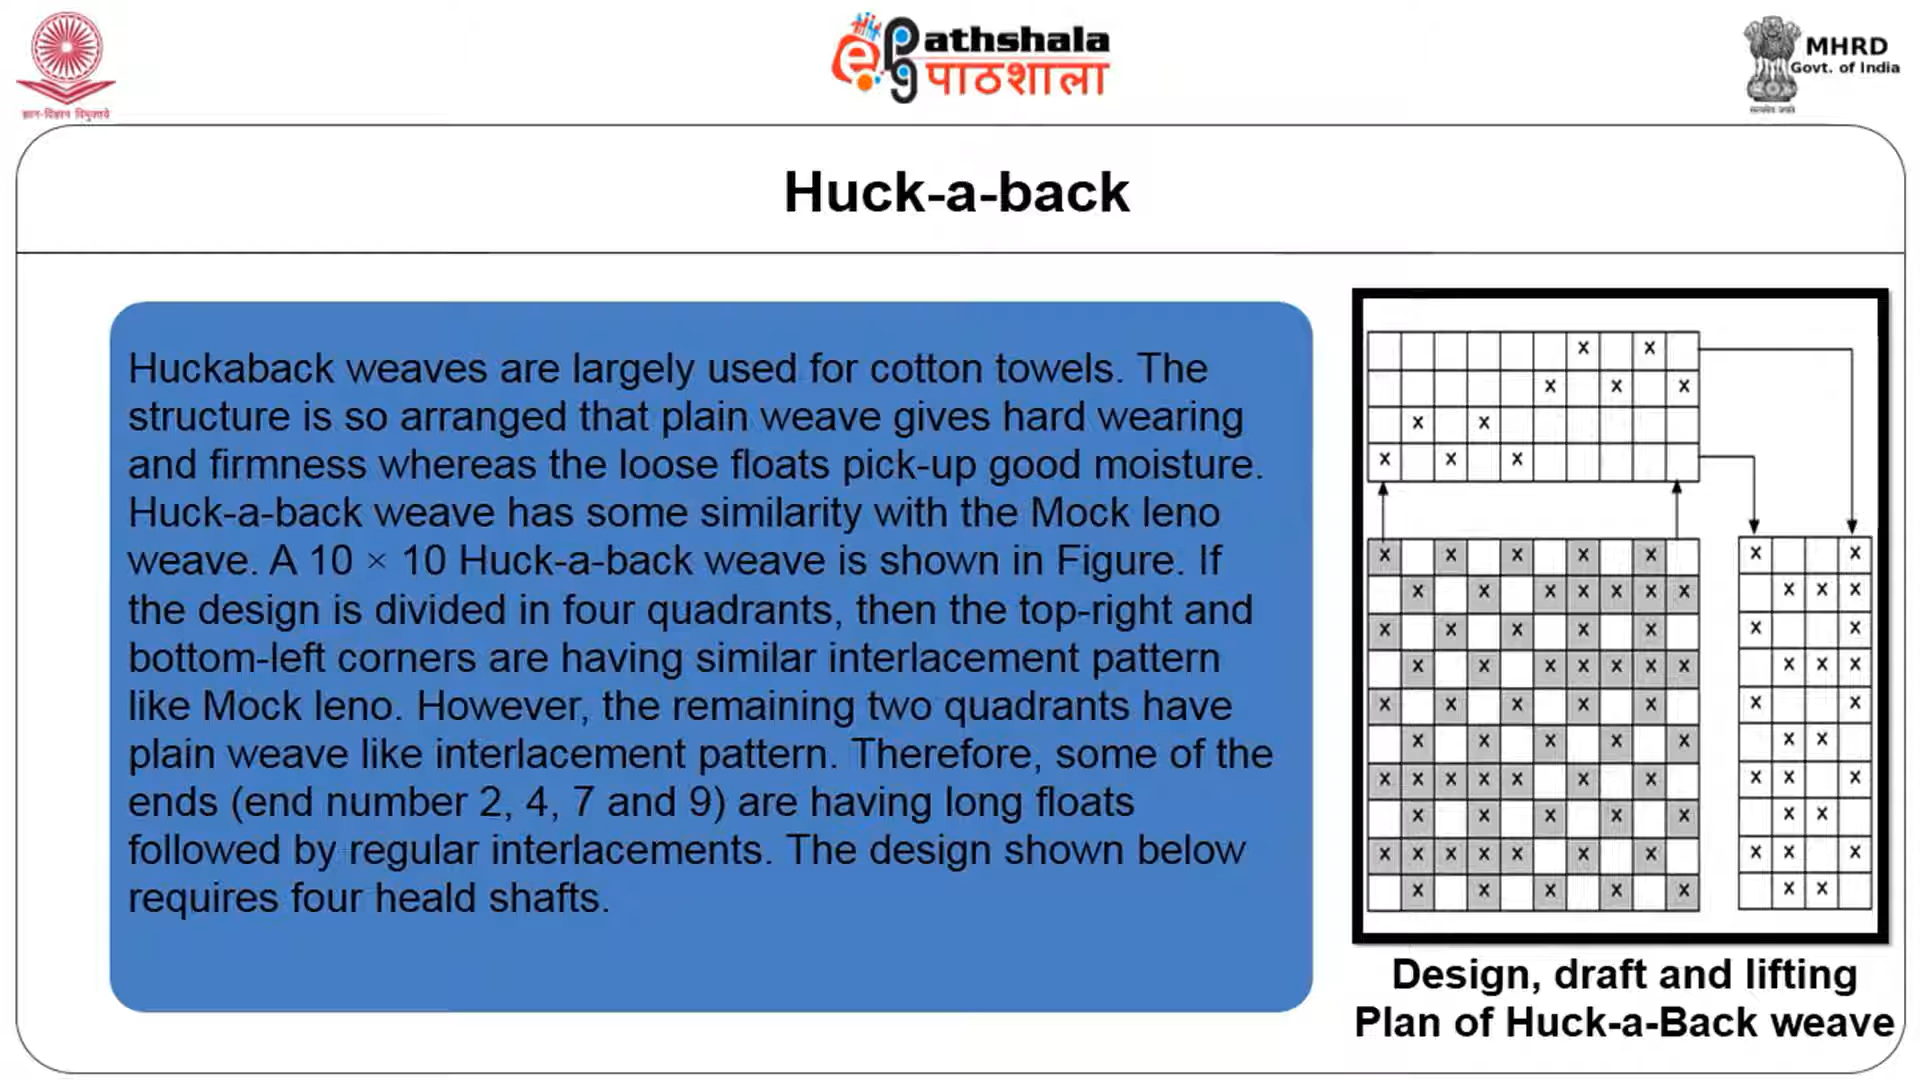 ज्ञान-विज्ञान विमुक्तये
ePg Pathshala
पाठशाला
MHRD
Govt. of India
सत्यमेव जयते
Huck-a-back
Huckaback weaves are largely used for cotton towels. The
structure is so arranged that plain weave gives hard wearing
and firmness whereas the loose floats pick-up good moisture.
Huck-a-back weave has some similarity with the Mock leno
weave. A 10 × 10 Huck-a-back weave is shown in Figure. If
the design is divided in four quadrants, then the top-right and
bottom-left corners are having similar interlacement pattern
like Mock leno. However, the remaining two quadrants have
plain weave like interlacement pattern. Therefore, some of the
ends (end number 2, 4, 7 and 9) are having long floats
followed by regular interlacements. The design shown below
requires four heald shafts.
x x
x x x
x x
x x x
x x x x x x x
x x x x x x x x x x
x x x x x x x
x x x x x x x x x x
x x x x x x x
x x x x x x x
x x x x x x x x x x
x x x x x x x
x x x x x x x x x x
x x x x x x x
Design, draft and lifting
Plan of Huck-a-Back weave